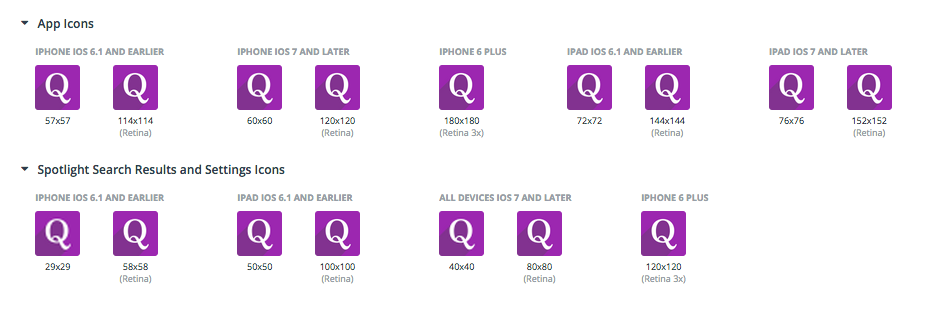 App Icons
IPHONE IOS 6.1 AND EARLIER IPHONE IOS 7 AND LATER IPHONE 6 PLUS IPAD IOS 6.1 AND EARLIER IPAD IOS 7 AND LATER
Q Q Q Q Q Q Q Q Q
57x57 114x114 60x60 120x120 180x180 72x72 144x144 76x76 152x152
(Retina) (Retina) (Retina 3x) (Retina) (Retina)
Spotlight Search Results and Settings Icons
IPHONE IOS 6.1 AND EARLIER IPAD IOS 6.1 AND EARLIER ALL DEVICES IOS 7 AND LATER IPHONE 6 PLUS
Q Q Q Q Q Q Q
29x29 58x58 50x50 100x100 40x40 80x80 120x120
(Retina) (Retina) (Retina) (Retina 3x)